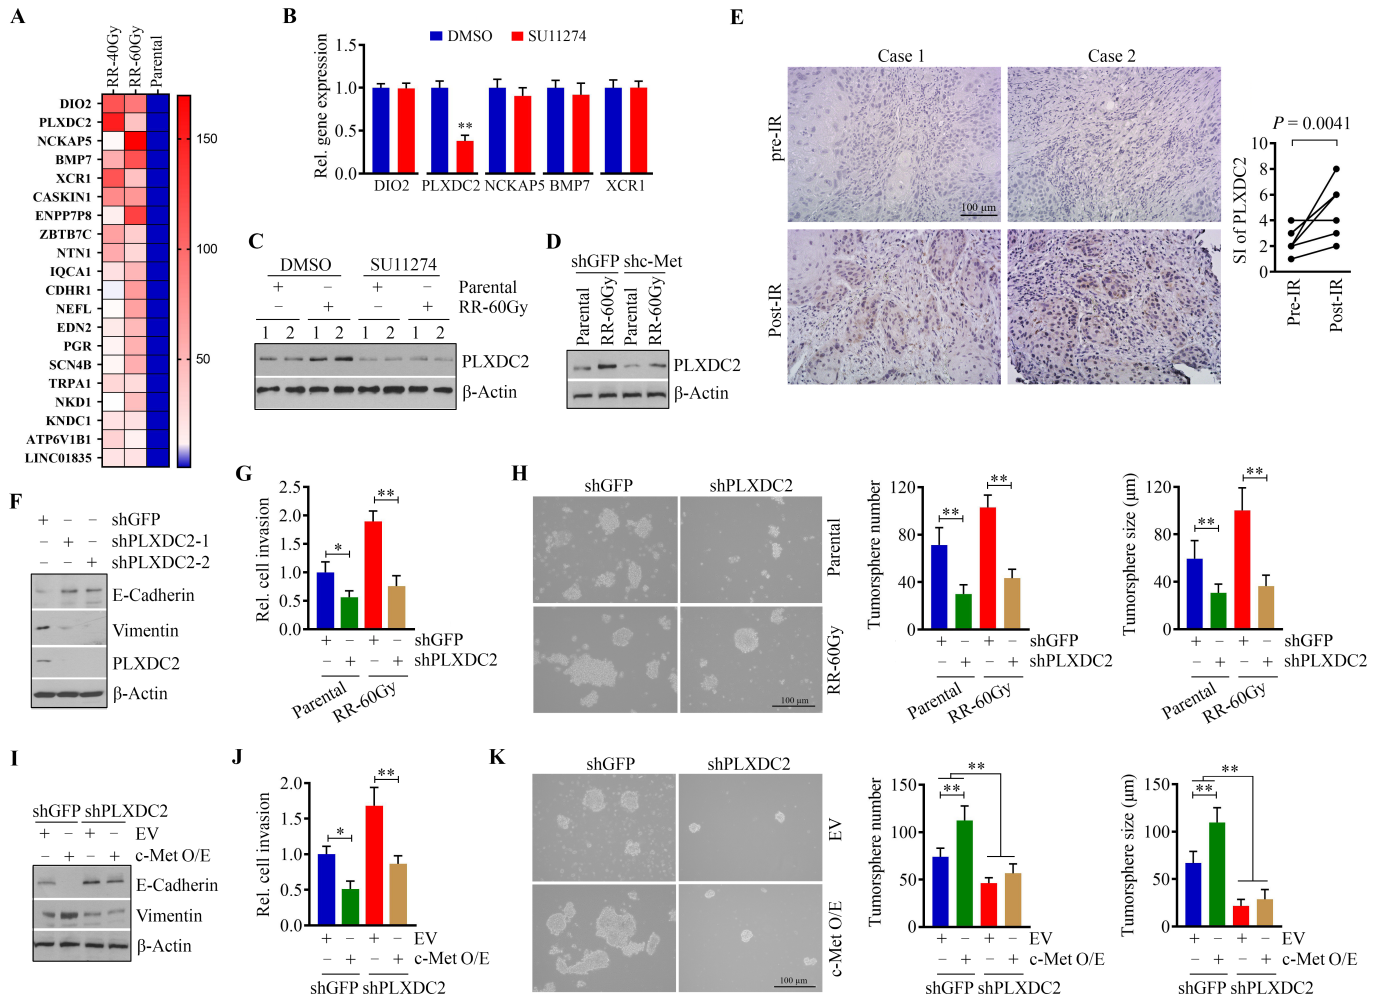 A
RR-40Gy
RR-60Gy
Parental
DIO2
PLXDC2
NCKAP5
BMP7
XCR1
CASKIN1
ENPP7P8
ZBTB7C
NTN1
IQCA1
CDHR1
NEFL
EDN2
PGR
SCN4B
TRPA1
NKD1
KNDC1
ATP6V1B1
LINC01835
150
100
50
B
DMSO SU11274
Rel. gene expression
1.5
1.0
0.5
0.0
**
DIO2 PLXDC2 NCKAP5 BMP7 XCR1
C
DMSO SU11274
+ − + − Parental
− + − + RR-60Gy
1 2 1 2 1 2 1 2
PLXDC2
β-Actin
D
shGFP shc-Met
Parental
RR-60Gy
Parental
RR-60Gy
PLXDC2
β-Actin
E
Case 1 Case 2
pre-IR
100 μm
Post-IR
P = 0.0041
SI of PLXDC2
10
8
6
4
2
0
Pre-IR
Post-IR
F
+ − − shGFP
− + − shPLXDC2-1
− − + shPLXDC2-2
E-Cadherin
Vimentin
PLXDC2
β-Actin
G
Rel. cell invasion
2.5
2.0
1.5
1.0
0.5
0.0
* **
+ − + − shGFP
− + − + shPLXDC2
Parental RR-60Gy
H
shGFP shPLXDC2
Parental
RR-60Gy
100 μm
Tumorsphere number
120
80
40
0
** **
+ − + − shGFP
− + − + shPLXDC2
Parental RR-60Gy
Tumorsphere size (μm)
120
80
40
0
** **
+ − + − shGFP
− + − + shPLXDC2
Parental RR-60Gy
I
shGFP shPLXDC2
+ − + − EV
− + − + c-Met O/E
E-Cadherin
Vimentin
β-Actin
J
Rel. cell invasion
2.0
1.5
1.0
0.5
0.0
* **
+ − + − EV
− + − + c-Met O/E
shGFP shPLXDC2
K
shGFP shPLXDC2
EV
c-Met O/E
100 μm
Tumorsphere number
150
100
50
0
**
**
+ − + − EV
− + − + c-Met O/E
shGFP shPLXDC2
Tumorsphere size (μm)
150
100
50
0
**
**
+ − + − EV
− + − + c-Met O/E
shGFP shPLXDC2